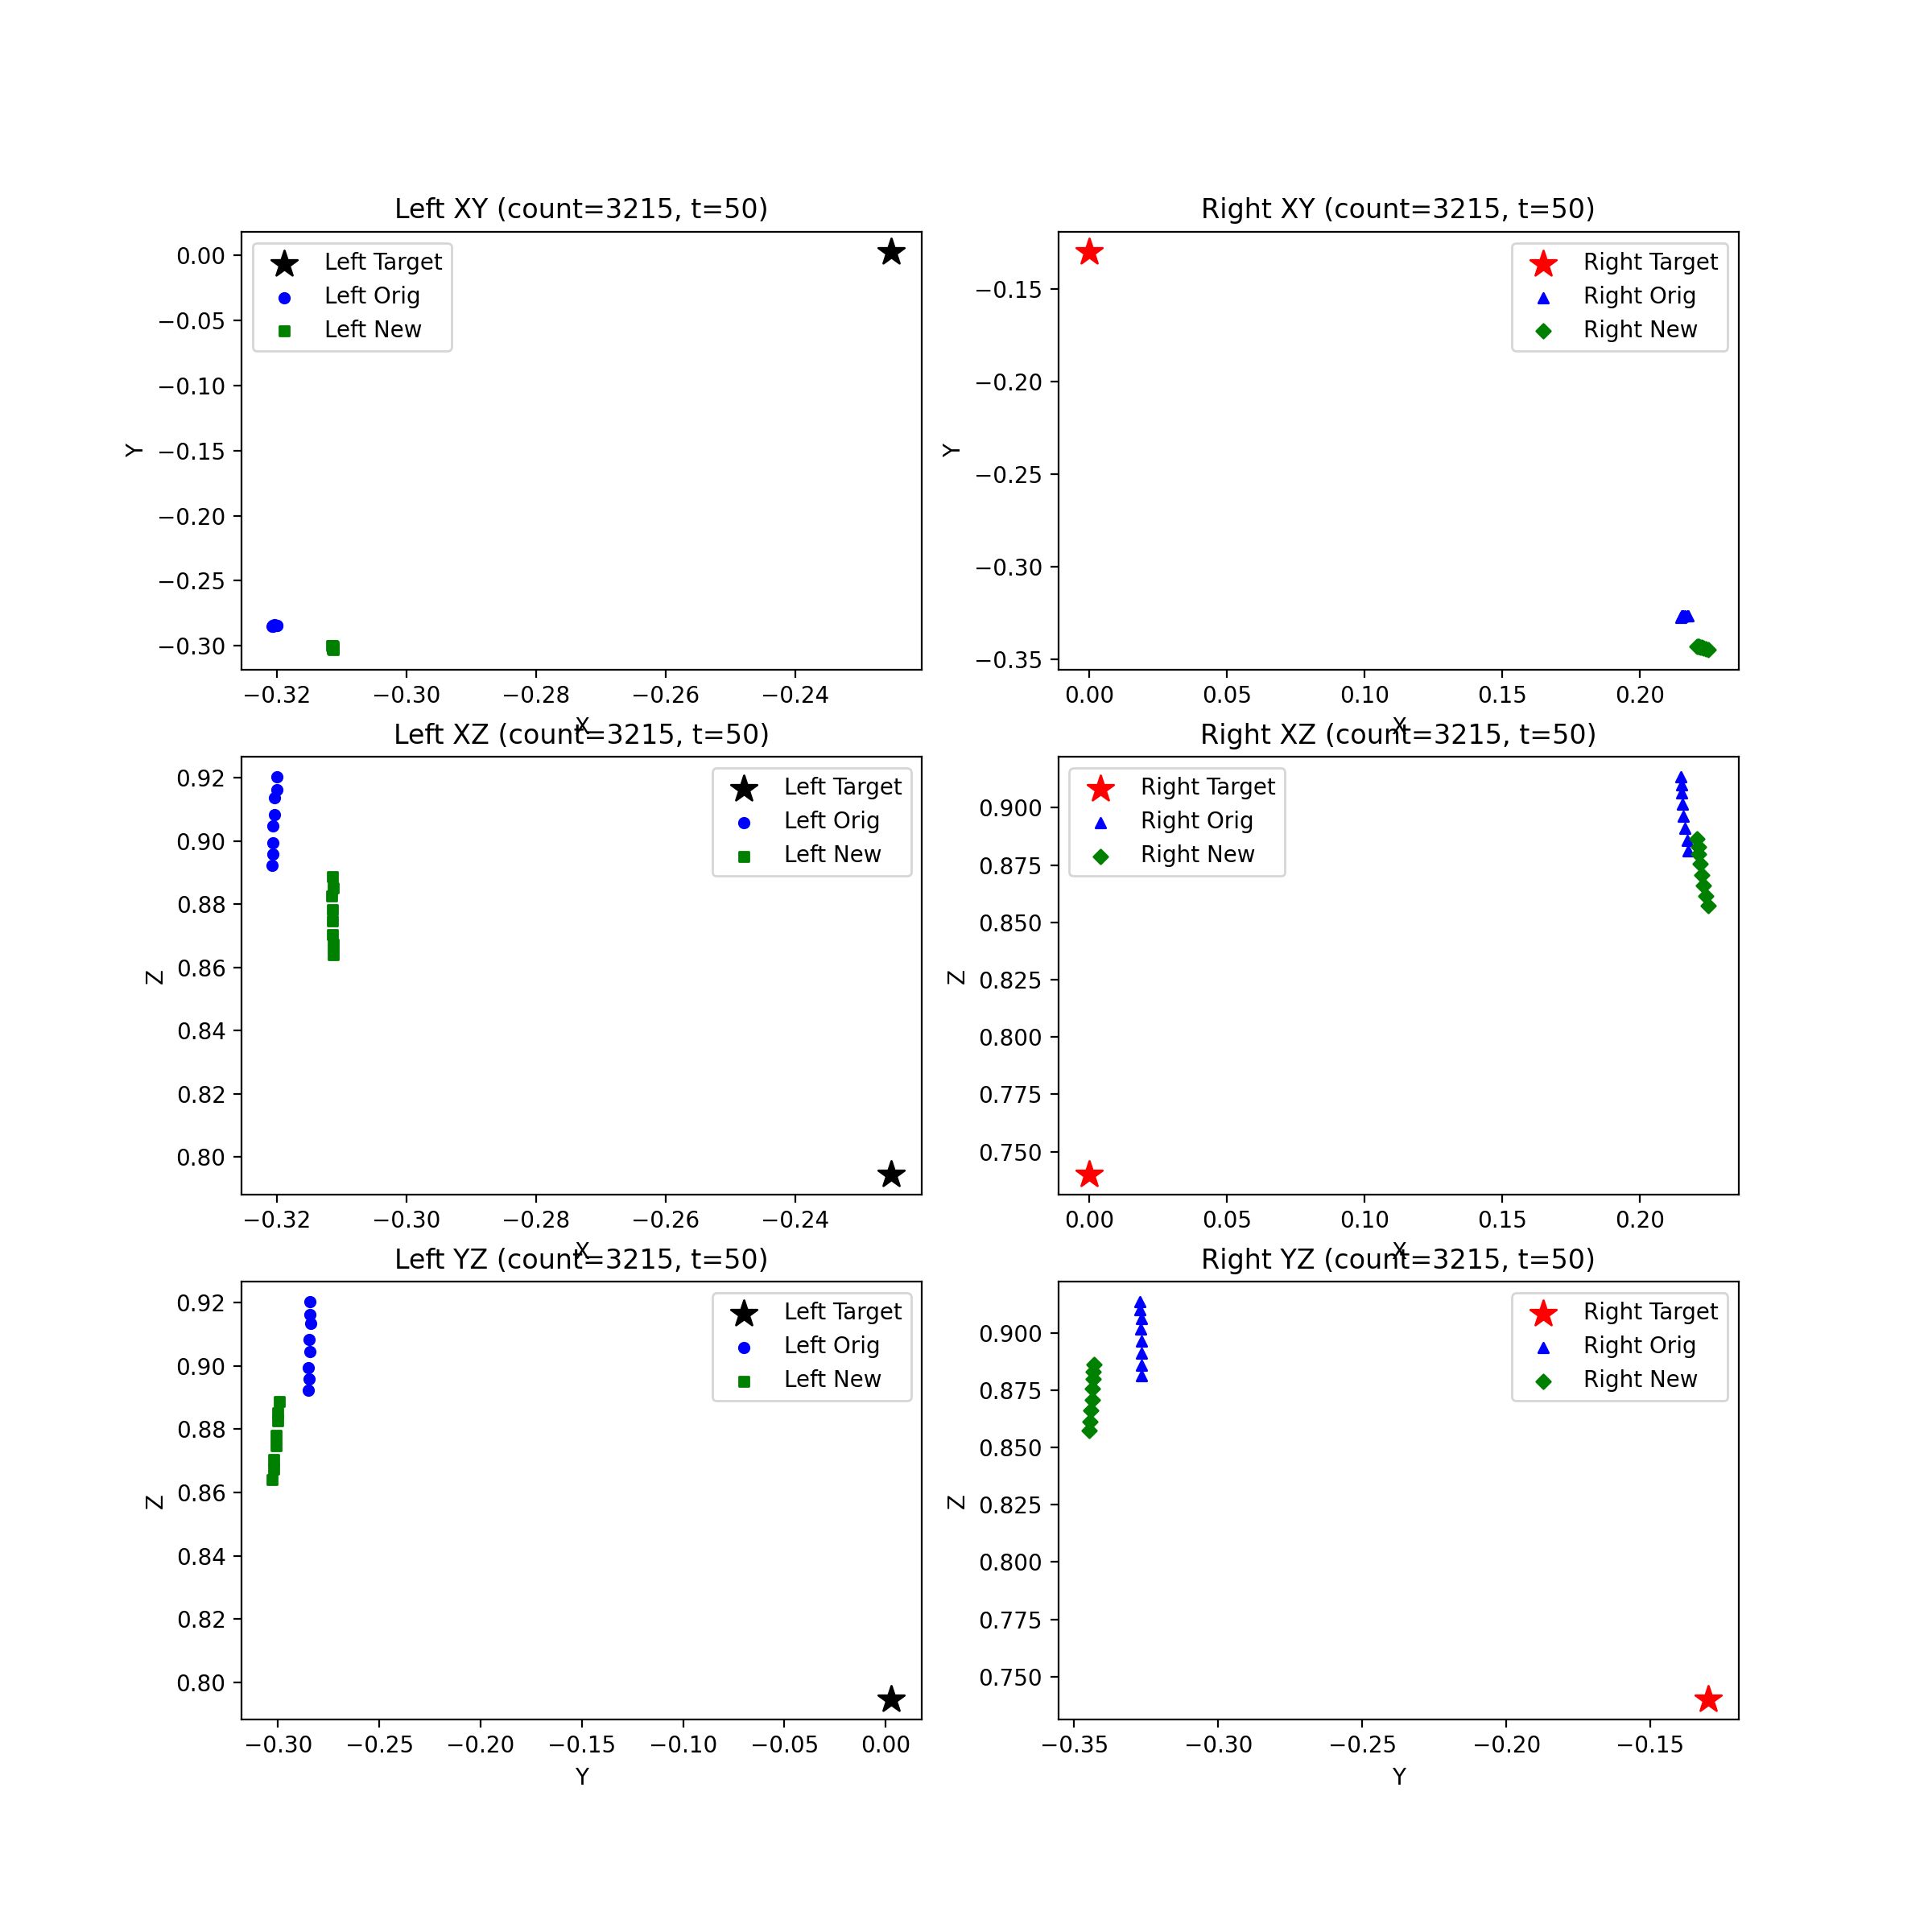 Left XY (count=3215, t=50)
Left Target
Left Orig
Left New
Y
0.00
−0.05
−0.10
−0.15
−0.20
−0.25
−0.30
−0.32 −0.30 −0.28 −0.26 −0.24
X
Right XY (count=3215, t=50)
Right Target
Right Orig
Right New
Y
−0.15
−0.20
−0.25
−0.30
−0.35
0.00 0.05 0.10 0.15 0.20
X
Left XZ (count=3215, t=50)
Left Target
Left Orig
Left New
Z
0.92
0.90
0.88
0.86
0.84
0.82
0.80
−0.32 −0.30 −0.28 −0.26 −0.24
X
Right XZ (count=3215, t=50)
Right Target
Right Orig
Right New
Z
0.900
0.875
0.850
0.825
0.800
0.775
0.750
0.00 0.05 0.10 0.15 0.20
X
Left YZ (count=3215, t=50)
Left Target
Left Orig
Left New
Z
0.92
0.90
0.88
0.86
0.84
0.82
0.80
−0.30 −0.25 −0.20 −0.15 −0.10 −0.05 0.00
Y
Right YZ (count=3215, t=50)
Right Target
Right Orig
Right New
Z
0.900
0.875
0.850
0.825
0.800
0.775
0.750
−0.35 −0.30 −0.25 −0.20 −0.15
Y